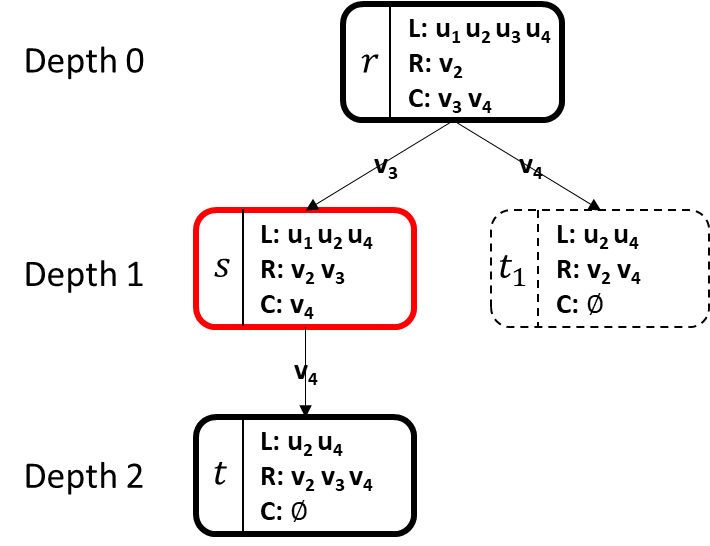 Depth 0
r
L: u₁ u₂ u₃ u₄
R: v₂
C: v₃ v₄
v₃
v₄
Depth 1
s
L: u₁ u₂ u₄
R: v₂ v₃
C: v₄
t₁
L: u₂ u₄
R: v₂ v₄
C: ∅
v₄
Depth 2
t
L: u₂ u₄
R: v₂ v₃ v₄
C: ∅